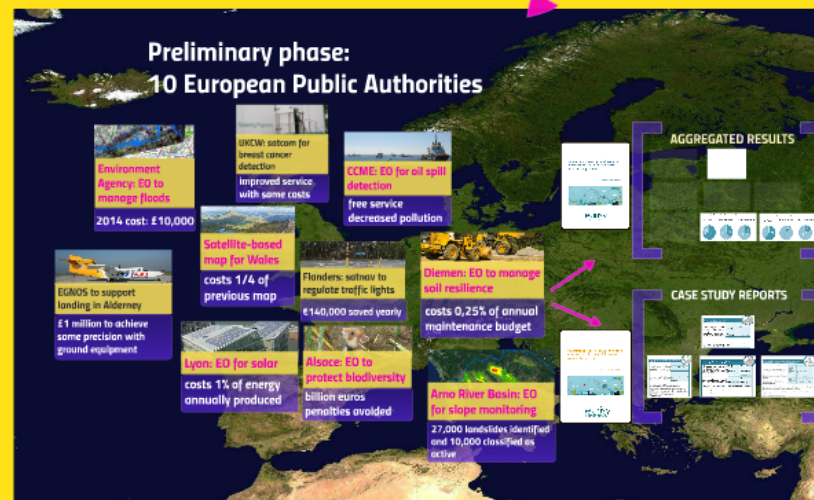 Preliminary phase:
10 European Public Authorities
Environment
Agency: EO to
manage floods
2014 cost: £10,000
UKCW: satcom for
breast cancer
detection
improved service
with same costs
CCME: EO for oil spill
detection
free service
decreased pollution
Satellite-based
map for Wales
costs 1/4 of
previous map
EGNOS to support
landing in Alderney
£1 million to achieve
same precision with
ground equipment
Flanders: satnav to
regulate traffic lights
€140,000 saved yearly
Diemen: EO to manage
soil resilience
costs 0,25% of annual
maintenance budget
Lyon: EO for solar
costs 1% of energy
annually produced
Alsace: EO to
protect biodiversity
billion euros
penalties avoided
Arno River Basin: EO
for slope monitoring
27,000 landslides identified
and 10,000 classified as
active
AGGREGATED RESULTS
CASE STUDY REPORTS